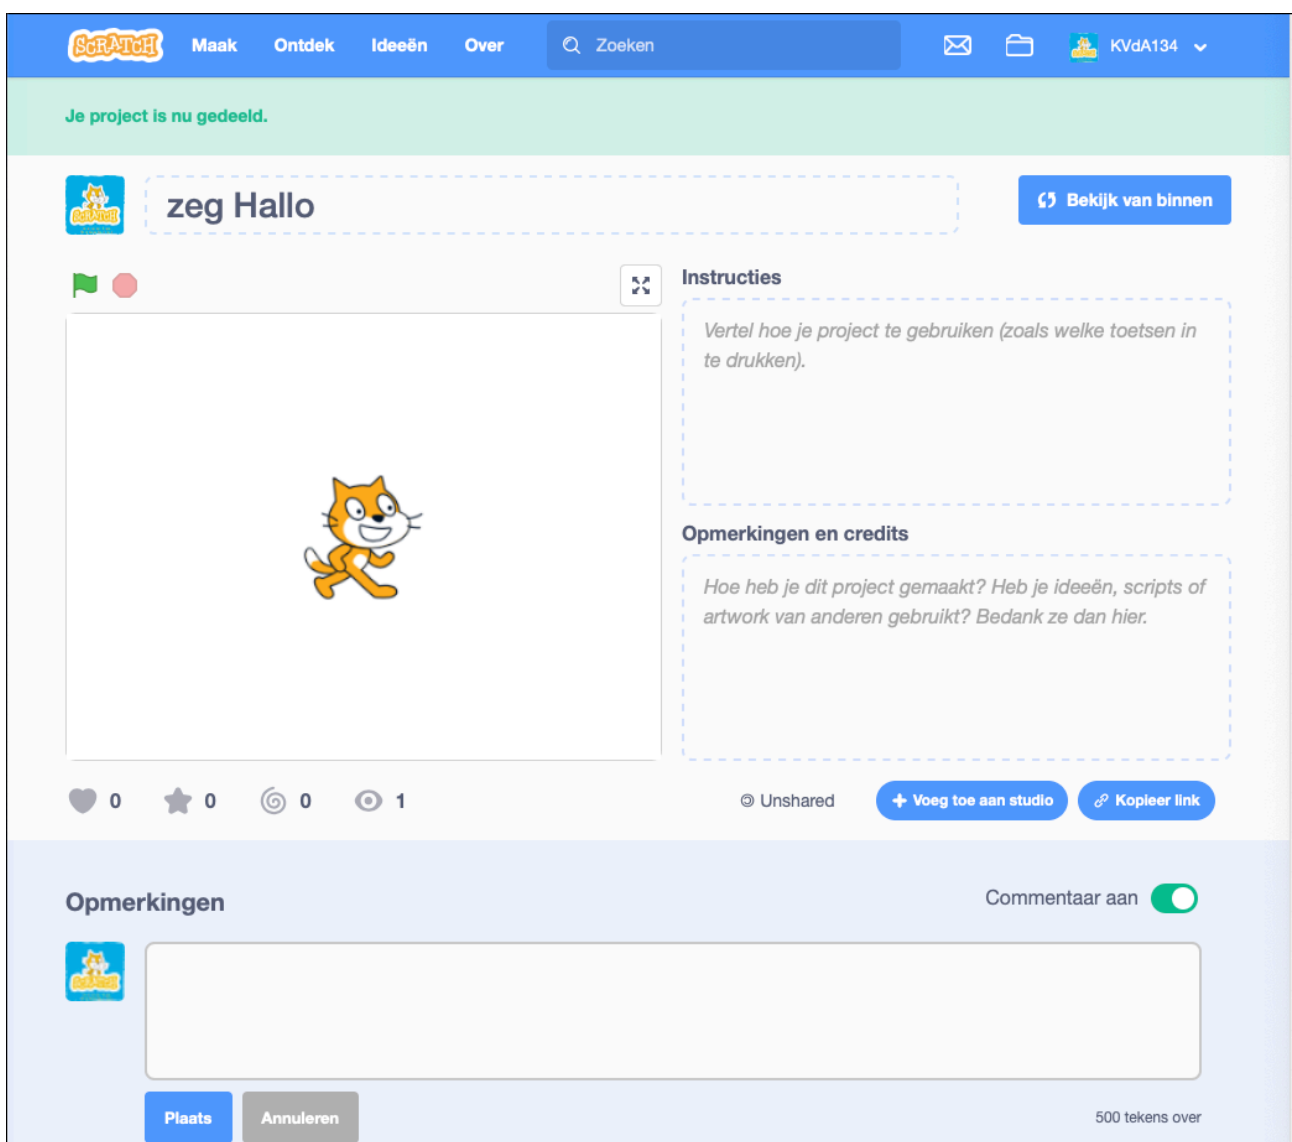 SCRATCH Maak Ontdek Ideeën Over Zoeken KVdA134
Je project is nu gedeeld.
zeg Hallo
Bekijk van binnen
Instructies
Vertel hoe je project te gebruiken (zoals welke toetsen in
te drukken).
Opmerkingen en credits
Hoe heb je dit project gemaakt? Heb je ideeën, scripts of
artwork van anderen gebruikt? Bedank ze dan hier.
0 0 0 1
Unshared
Voeg toe aan studio
Kopieer link
Opmerkingen
Commentaar aan
Plaats
Annuleren
500 tekens over